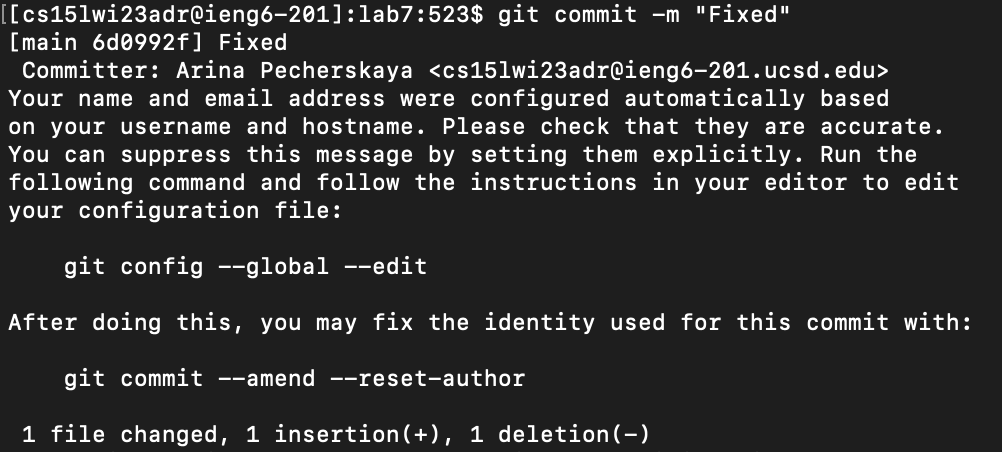 [[cs15lwi23adr@ieng6-201]:lab7:523$ git commit -m "Fixed"
[main 6d0992f] Fixed
 Committer: Arina Pecherskaya <cs15lwi23adr@ieng6-201.ucsd.edu>
Your name and email address were configured automatically based
on your username and hostname. Please check that they are accurate.
You can suppress this message by setting them explicitly. Run the
following command and follow the instructions in your editor to edit
your configuration file:

    git config --global --edit

After doing this, you may fix the identity used for this commit with:

    git commit --amend --reset-author

 1 file changed, 1 insertion(+), 1 deletion(-)